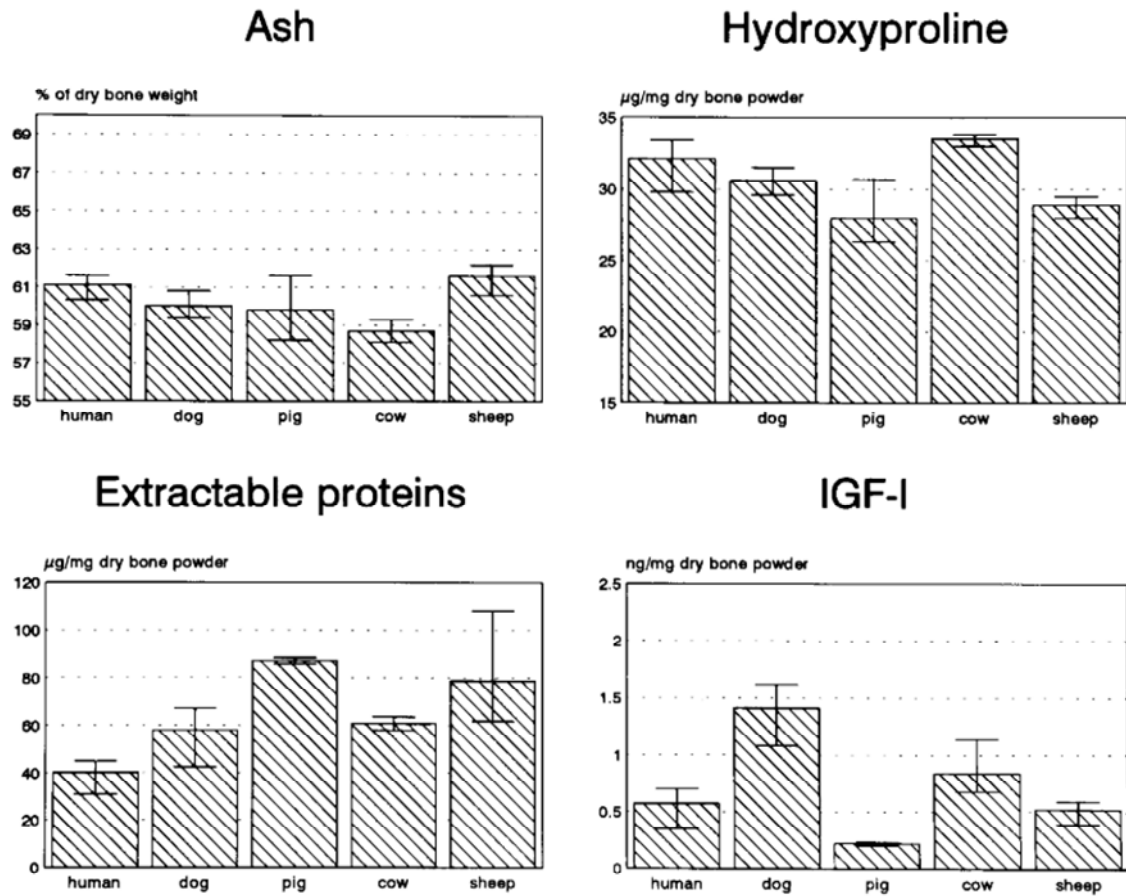 Ash
% of dry bone weight
69
67
65
63
61
59
57
55
human dog pig cow sheep
Hydroxyproline
µg/mg dry bone powder
35
30
25
20
15
human dog pig cow sheep
Extractable proteins
µg/mg dry bone powder
120
100
80
60
40
20
0
human dog pig cow sheep
IGF-I
ng/mg dry bone powder
2.5
2
1.5
1
0.5
0
human dog pig cow sheep